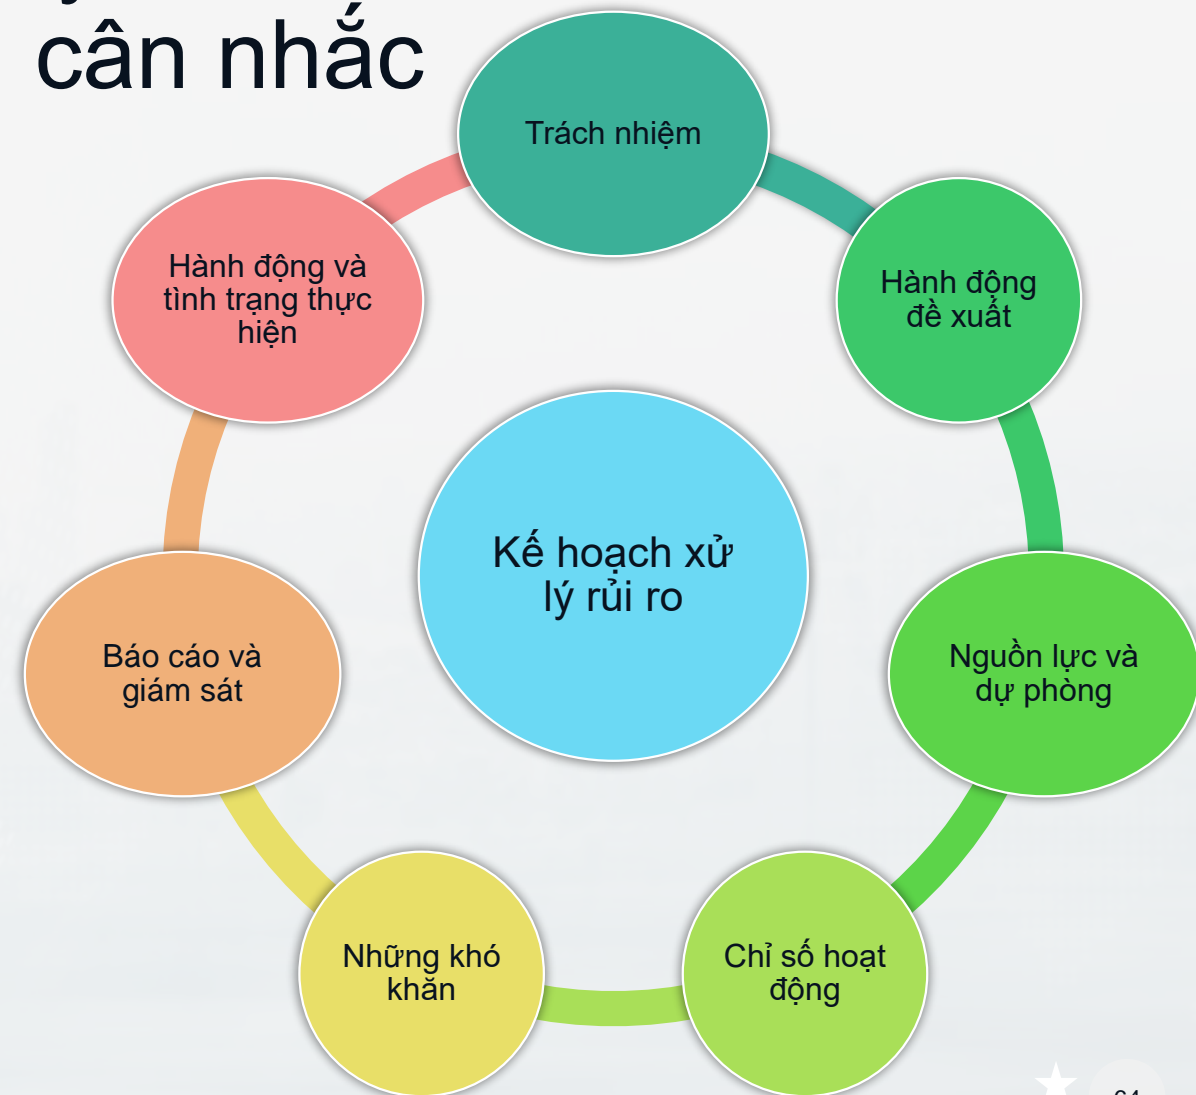 cân nhắc
Trách nhiệm
Hành động
đề xuất
Nguồn lực và
dự phòng
Chỉ số hoạt
động
Những khó
khăn
Báo cáo và
giám sát
Hành động và
tình trạng thực
hiện
Kế hoạch xử
lý rủi ro